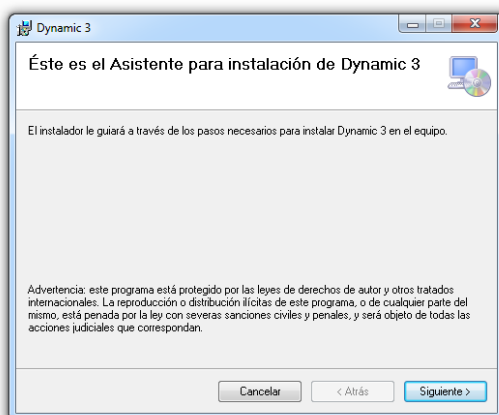 Dynamic 3
Éste es el Asistente para instalación de Dynamic 3
El instalador le guiará a través de los pasos necesarios para instalar Dynamic 3 en el equipo.
Advertencia: este programa está protegido por las leyes de derechos de autor y otros tratados
internacionales. La reproducción o distribución ilícitas de este programa, o de cualquier parte del
mismo, está penada por la ley con severas sanciones civiles y penales, y será objeto de todas las
acciones judiciales que correspondan.
Cancelar < Atrás Siguiente >